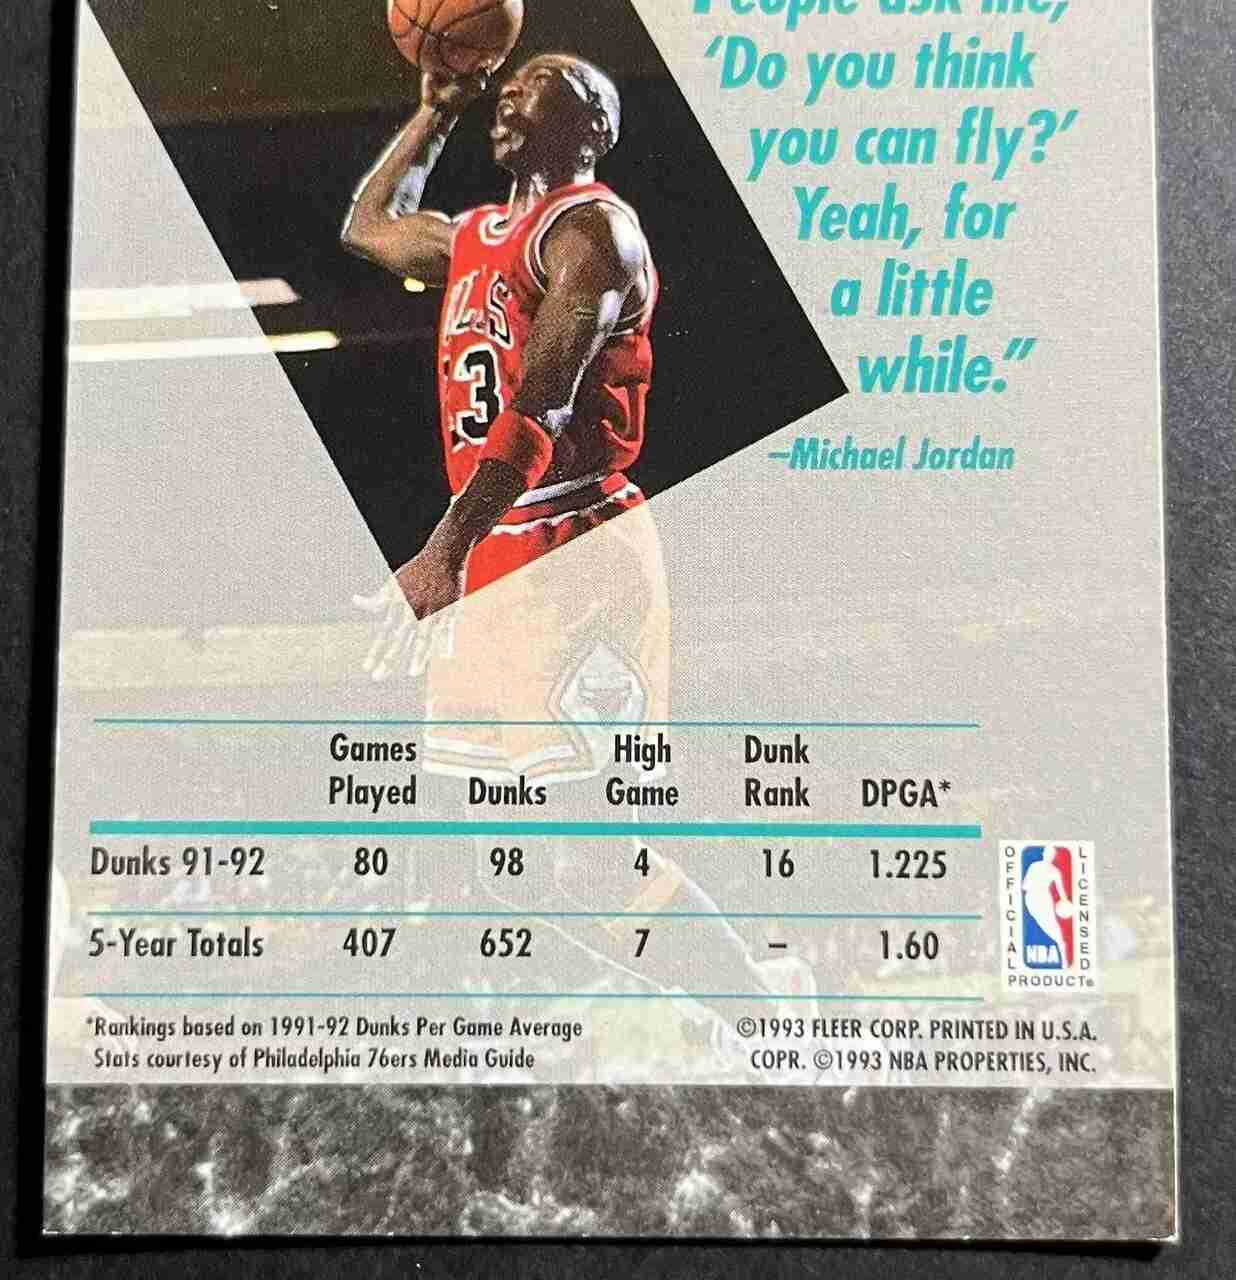 People ask me,
‘Do you think
you can fly?’
Yeah, for
a little
while.”
–Michael Jordan
Games Played Dunks High Game Dunk Rank DPGA*
Dunks 91-92 80 98 4 16 1.225
5-Year Totals 407 652 7 – 1.60
OFFICIAL LICENSED
NBA
PRODUCT®
*Rankings based on 1991-92 Dunks Per Game Average
Stats courtesy of Philadelphia 76ers Media Guide
©1993 FLEER CORP. PRINTED IN U.S.A.
COPR. ©1993 NBA PROPERTIES, INC.